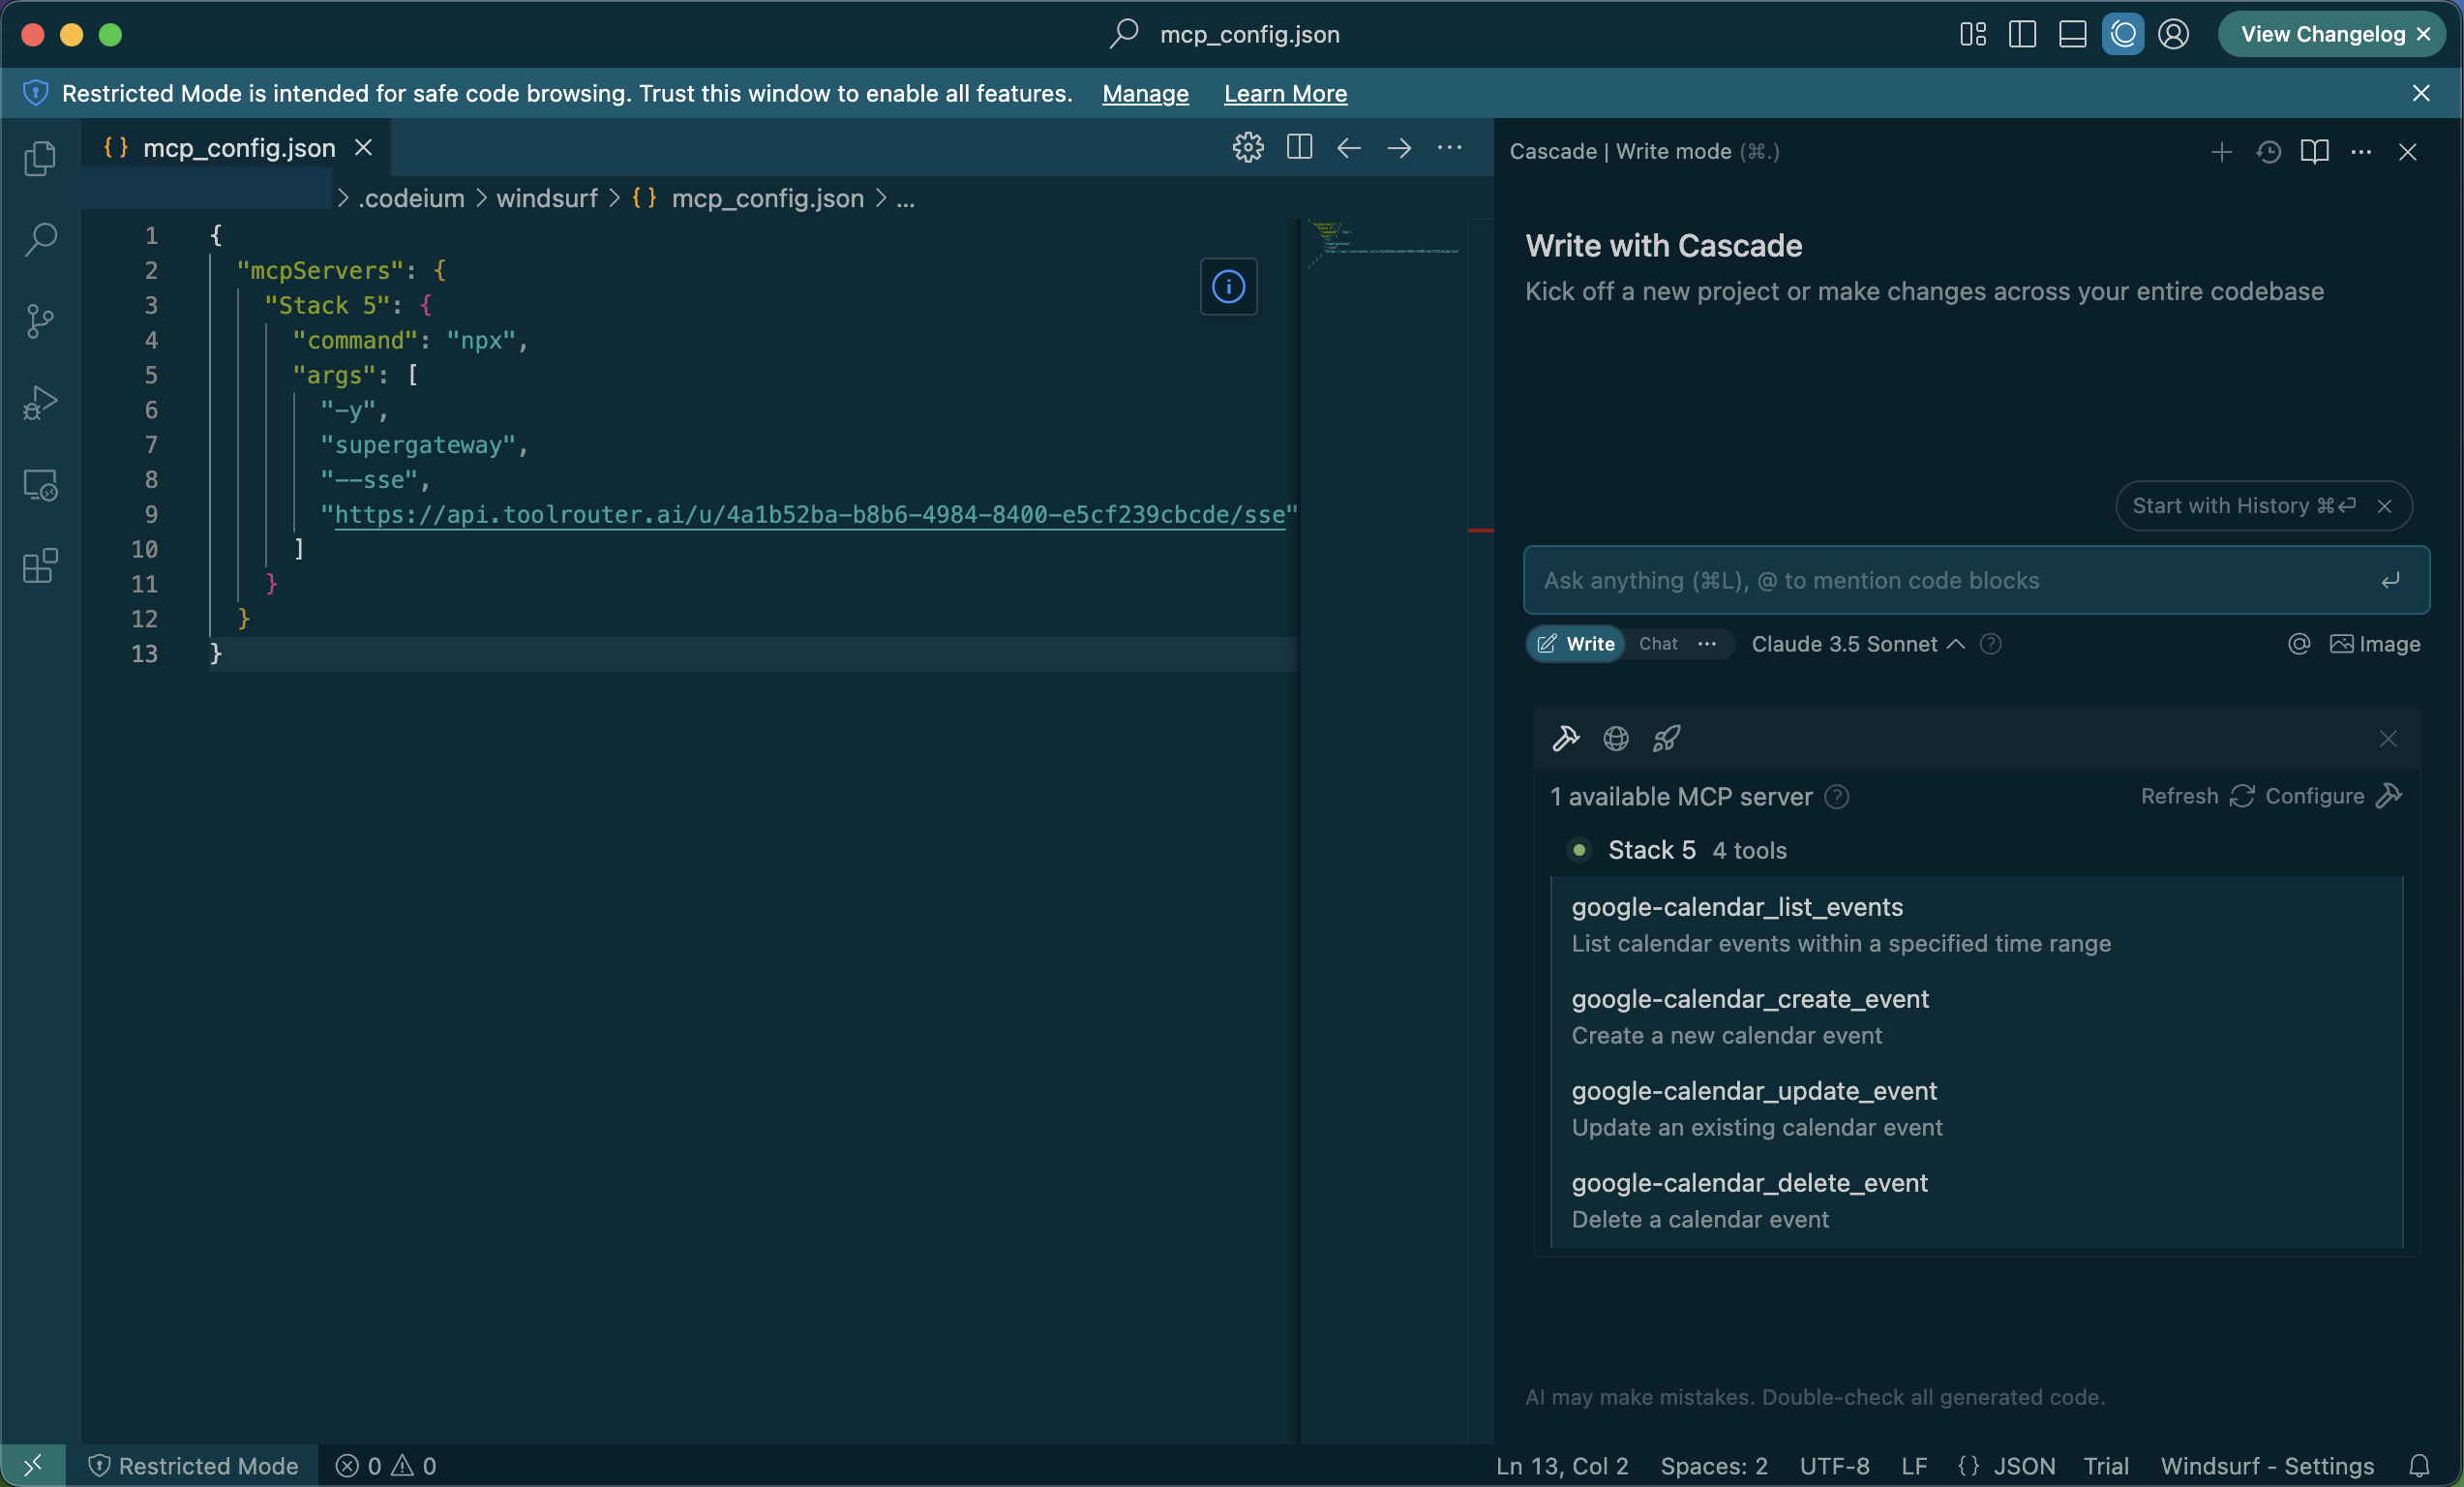 mcp_config.json
View Changelog
Restricted Mode is intended for safe code browsing. Trust this window to enable all features. Manage Learn More
mcp_config.json
.codeium > windsurf > {} mcp_config.json > ...
1 {
2 "mcpServers": {
3 "Stack 5": {
4 "command": "npx",
5 "args": [
6 "-y",
7 "supergateway",
8 "--sse",
9 "https://api.toolrouter.ai/u/4a1b52ba-b8b6-4984-8400-e5cf239cbcde/sse"
10 ]
11 }
12 }
13 }
Cascade | Write mode (⌘.)
Write with Cascade
Kick off a new project or make changes across your entire codebase
Start with History ⌘⏎
Ask anything (⌘L), @ to mention code blocks
Write Chat ... Claude 3.5 Sonnet Image
1 available MCP server Refresh Configure
Stack 5 4 tools
google-calendar_list_events
List calendar events within a specified time range
google-calendar_create_event
Create a new calendar event
google-calendar_update_event
Update an existing calendar event
google-calendar_delete_event
Delete a calendar event
AI may make mistakes. Double-check all generated code.
Restricted Mode 0 0 Ln 13, Col 2 Spaces: 2 UTF-8 LF {} JSON Trial Windsurf - Settings